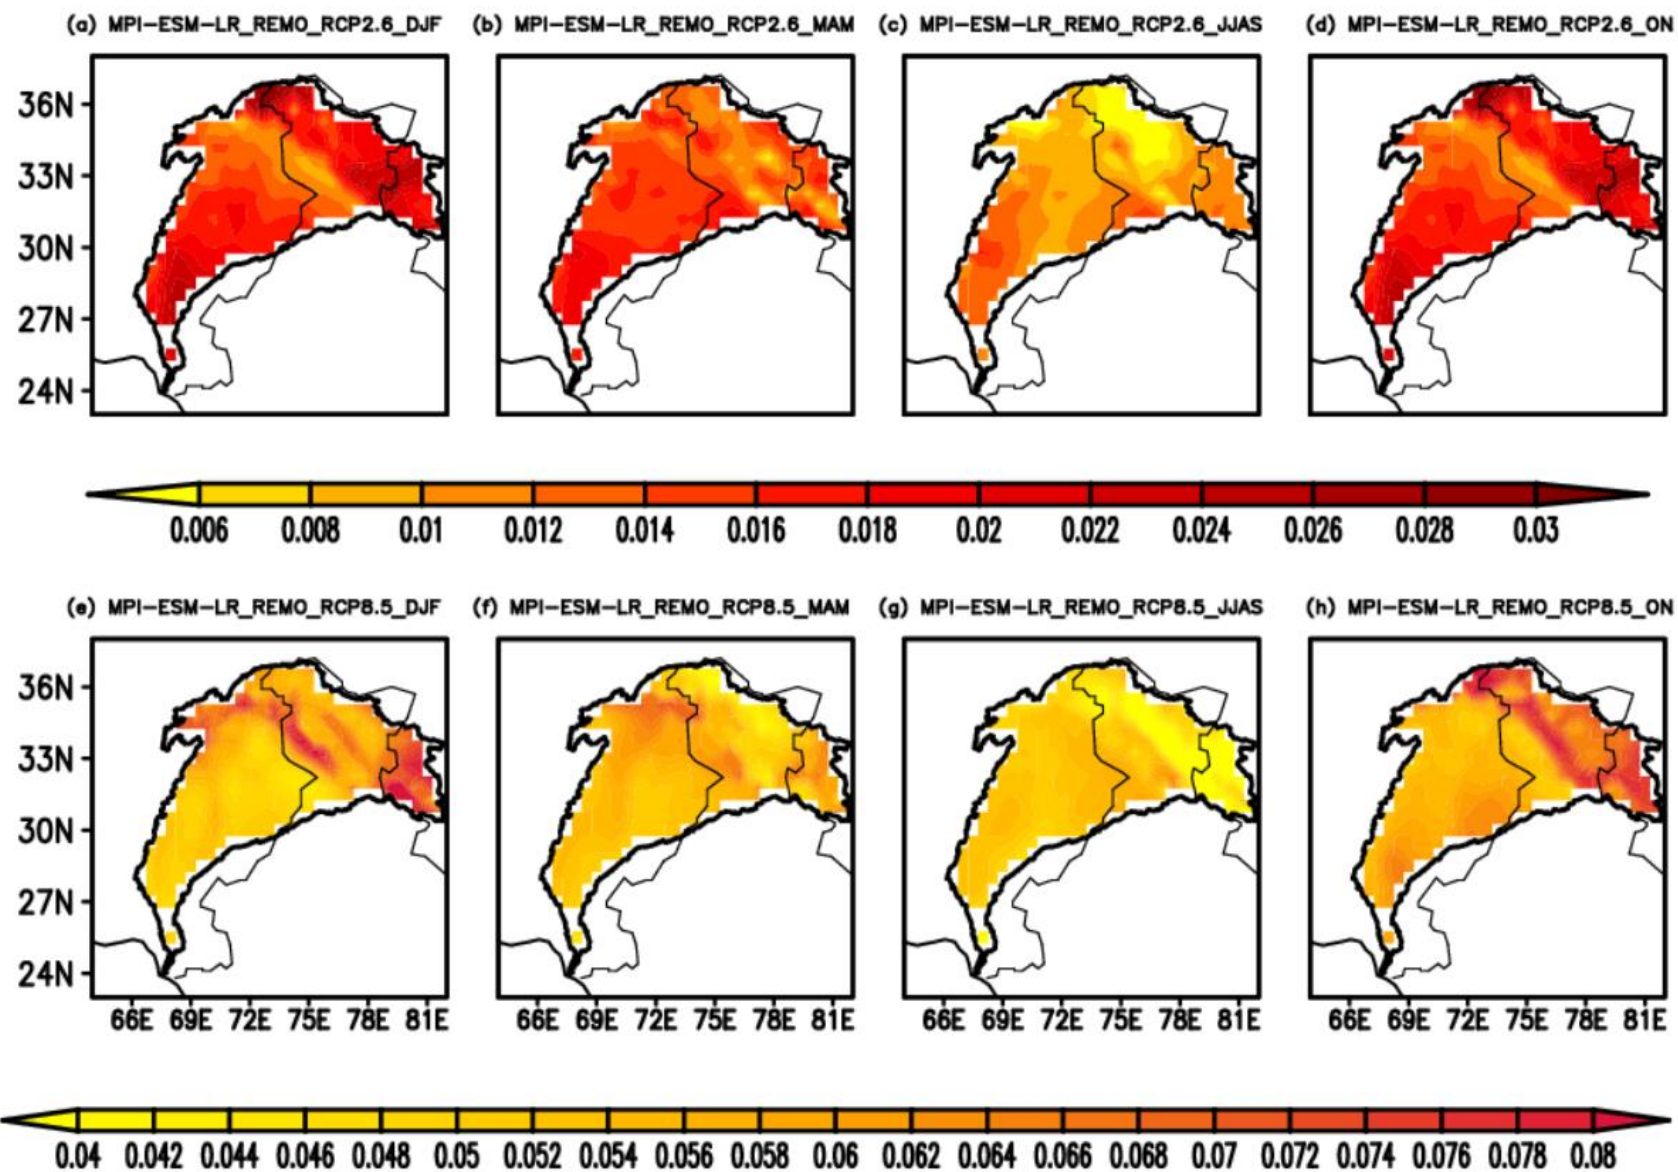 (a) MPI-ESM-LR_REMO_RCP2.6_DJF (b) MPI-ESM-LR_REMO_RCP2.6_MAM (c) MPI-ESM-LR_REMO_RCP2.6_JJAS (d) MPI-ESM-LR_REMO_RCP2.6_ON
36N
33N
30N
27N
24N
0.006 0.008 0.01 0.012 0.014 0.016 0.018 0.02 0.022 0.024 0.026 0.028 0.03
(e) MPI-ESM-LR_REMO_RCP8.5_DJF (f) MPI-ESM-LR_REMO_RCP8.5_MAM (g) MPI-ESM-LR_REMO_RCP8.5_JJAS (h) MPI-ESM-LR_REMO_RCP8.5_ON
36N
33N
30N
27N
24N
66E 69E 72E 75E 78E 81E 66E 69E 72E 75E 78E 81E 66E 69E 72E 75E 78E 81E 66E 69E 72E 75E 78E 81E
0.04 0.042 0.044 0.046 0.048 0.05 0.052 0.054 0.056 0.058 0.06 0.062 0.064 0.066 0.068 0.07 0.072 0.074 0.076 0.078 0.08